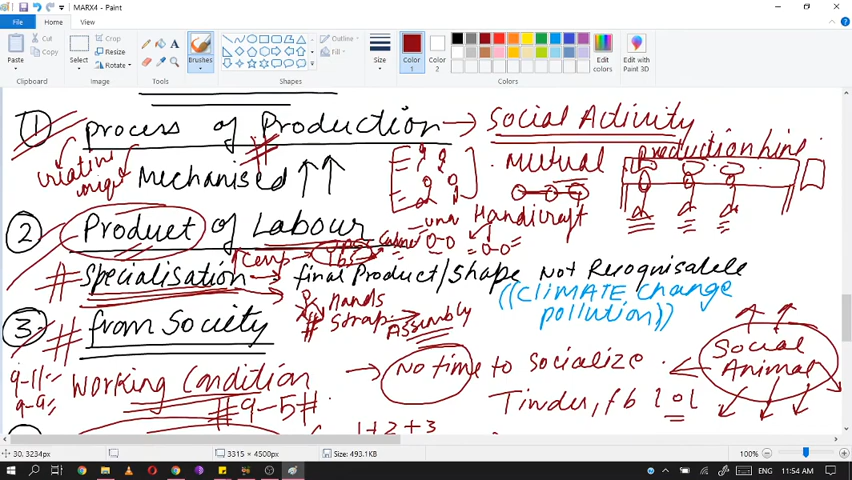 MARX4 - Paint
File Home View
Cut
Copy
Paste
Clipboard
Select
Crop
Resize
Rotate
Image
Tools
Brushes
Shapes
Outline
Fill
Size
Color 1
Color 2
Colors
Edit colors
Edit with Paint 3D
1 process of Production → Social Activity
creative
Mechanised
Mutual
Production line
Handicraft
2 Product of Labour
# Specialisation → final Product/Shape Not Recognisable
((CLIMATE Change
pollution))
Hands
# Strap → Assembly
3 # from Society
Social
Animal
9-11
9-9
Working Condition → No time to socialize
#9-5#
Tinder, fb lol
1+2+3
30, 3234px
3315 × 4500px
Size: 493.1KB
100%
ENG 11:54 AM